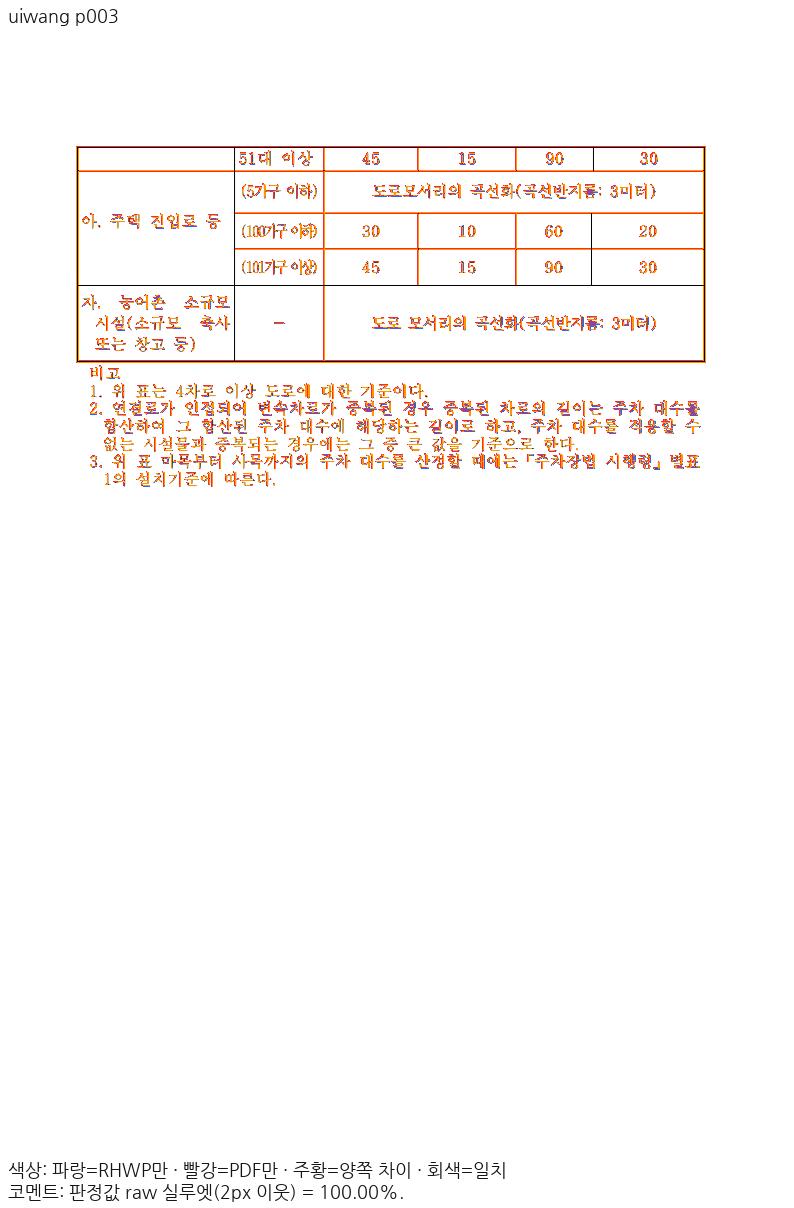 uiwang p003
51대 이상 45 15 90 30
(5가구 이하) 도로모서리의 곡선화(곡선반지름: 3미터)
아. 주택 진입로 등
(100가구 이하) 30 10 60 20
(101가구 이상) 45 15 90 30
자. 농어촌 소규모
시설(소규모 축사 - 도로 모서리의 곡선화(곡선반지름: 3미터)
또는 창고 등)
비고
1. 위 표는 4차로 이상 도로에 대한 기준이다.
2. 연결로가 인접되어 변속차로가 중복된 경우 중복된 차로의 길이는 주차 대수를
합산하여 그 합산된 주차 대수에 해당하는 길이로 하고, 주차 대수를 적용할 수
없는 시설물과 중복되는 경우에는 그 중 큰 값을 기준으로 한다.
3. 위 표 마목부터 사목까지의 주차 대수를 산정할 때에는 「주차장법 시행령」 별표
1의 설치기준에 따른다.
색상: 파랑=RHWP만 · 빨강=PDF만 · 주황=양쪽 차이 · 회색=일치
코멘트: 판정값 raw 실루엣(2px 이웃) = 100.00%.